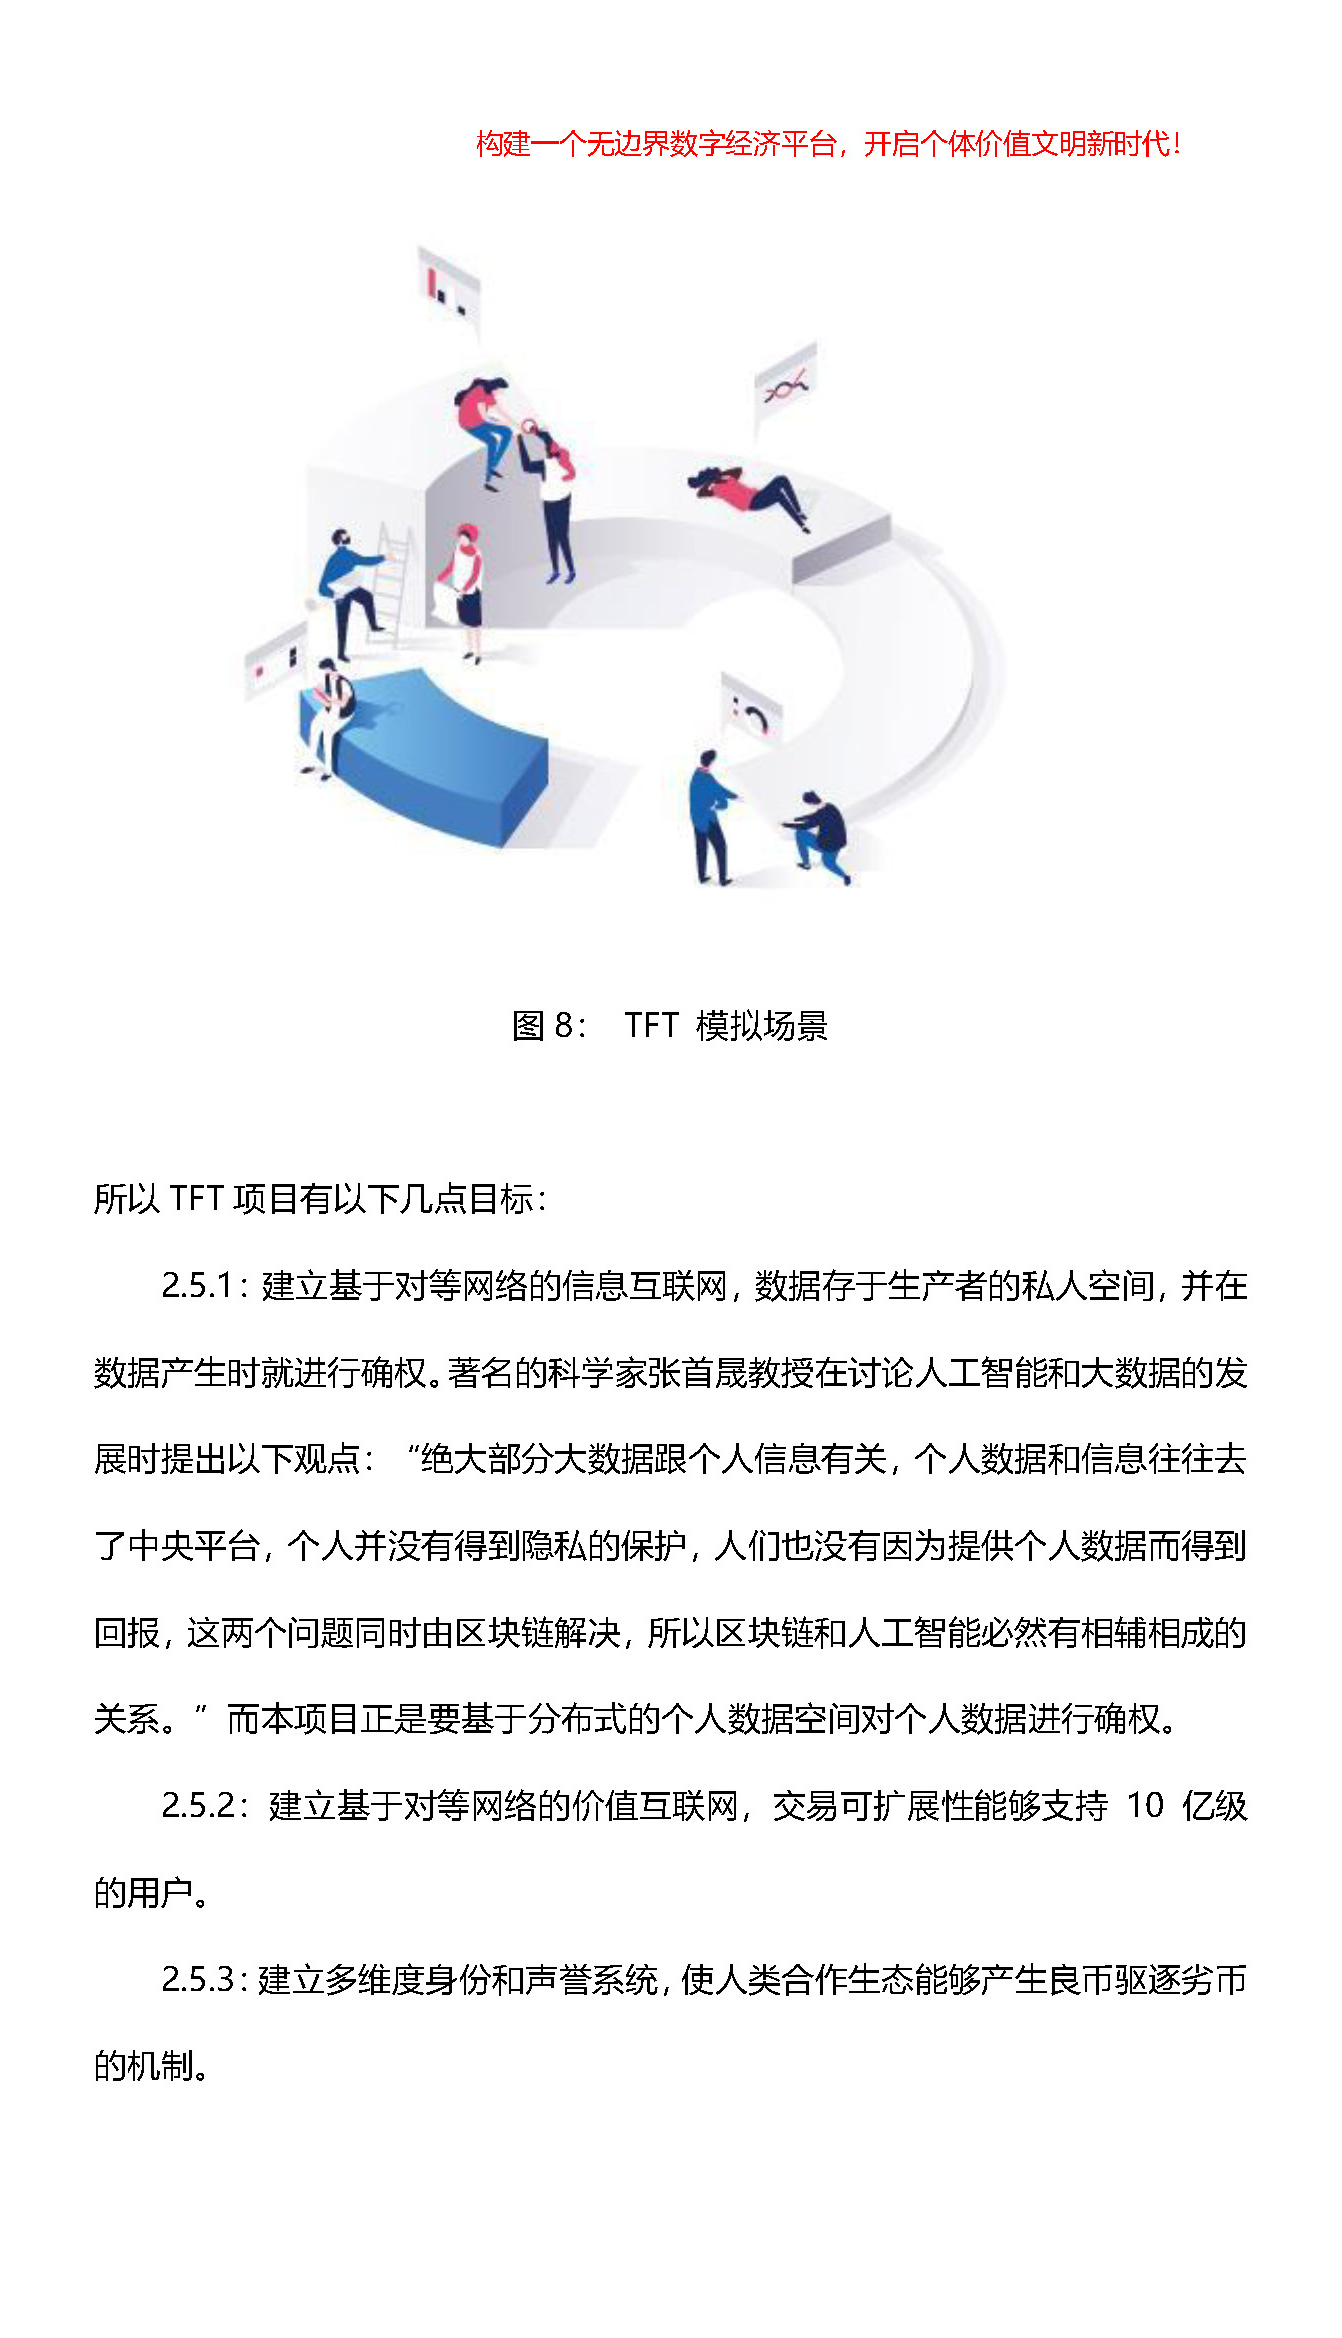 构建一个无边界数字经济平台，开启个体价值文明新时代！
图 8： TFT 模拟场景
所以 TFT 项目有以下几点目标：
2.5.1：建立基于对等网络的信息互联网，数据存于生产者的私人空间，并在
数据产生时就进行确权。著名的科学家张首晟教授在讨论人工智能和大数据的发
展时提出以下观点：“绝大部分大数据跟个人信息有关，个人数据和信息往往去
了中央平台，个人并没有得到隐私的保护，人们也没有因为提供个人数据而得到
回报，这两个问题同时由区块链解决，所以区块链和人工智能必然有相辅相成的
关系。”而本项目正是要基于分布式的个人数据空间对个人数据进行确权。
2.5.2：建立基于对等网络的价值互联网，交易可扩展性能够支持 10 亿级
的用户。
2.5.3：建立多维度身份和声誉系统，使人类合作生态能够产生良币驱逐劣币
的机制。